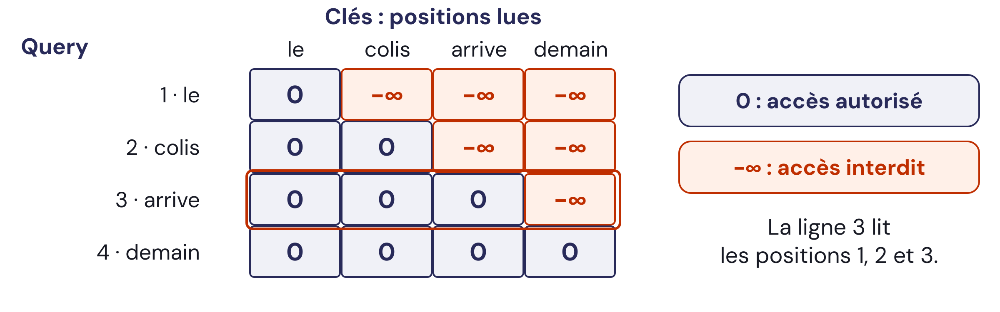 Clés : positions lues
Query
le colis arrive demain
1 · le 0 -∞ -∞ -∞
2 · colis 0 0 -∞ -∞
3 · arrive 0 0 0 -∞
4 · demain 0 0 0 0
0 : accès autorisé
-∞ : accès interdit
La ligne 3 lit
les positions 1, 2 et 3.